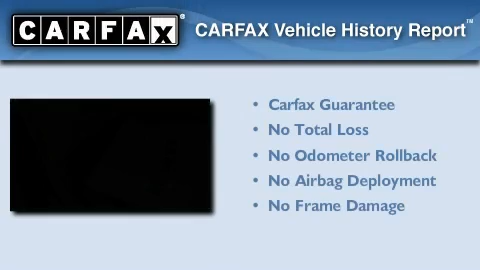 CARFAX® CARFAX Vehicle History Report™
• Carfax Guarantee
• No Total Loss
• No Odometer Rollback
• No Airbag Deployment
• No Frame Damage